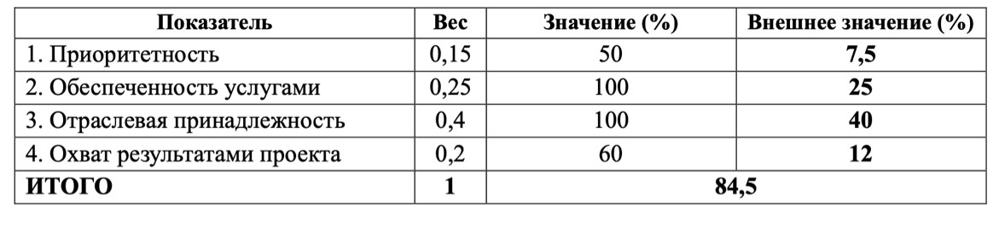 Показатель Вес Значение (%) Внешнее значение (%)
1. Приоритетность 0,15 50 7,5
2. Обеспеченность услугами 0,25 100 25
3. Отраслевая принадлежность 0,4 100 40
4. Охват результатами проекта 0,2 60 12
ИТОГО 1 84,5